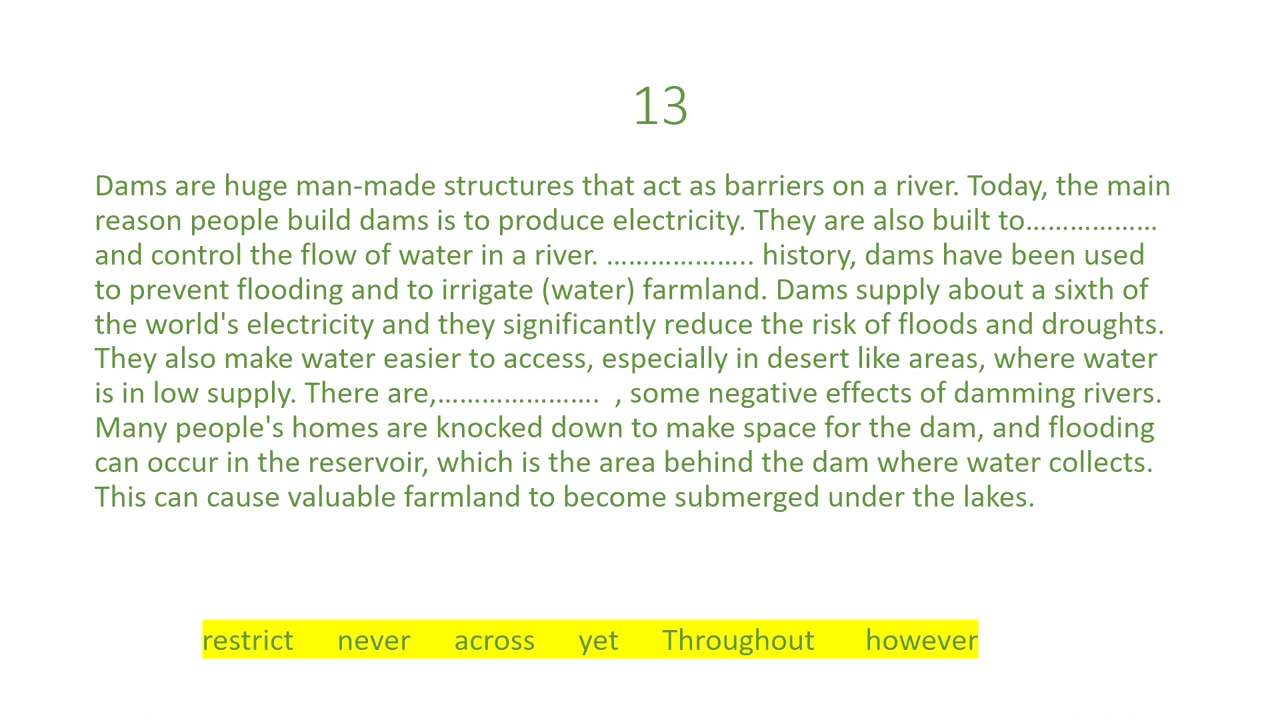 13
Dams are huge man-made structures that act as barriers on a river. Today, the main
reason people build dams is to produce electricity. They are also built to………………
and control the flow of water in a river. ……………….. history, dams have been used
to prevent flooding and to irrigate (water) farmland. Dams supply about a sixth of
the world's electricity and they significantly reduce the risk of floods and droughts.
They also make water easier to access, especially in desert like areas, where water
is in low supply. There are,…………………. , some negative effects of damming rivers.
Many people's homes are knocked down to make space for the dam, and flooding
can occur in the reservoir, which is the area behind the dam where water collects.
This can cause valuable farmland to become submerged under the lakes.
restrict never across yet Throughout however